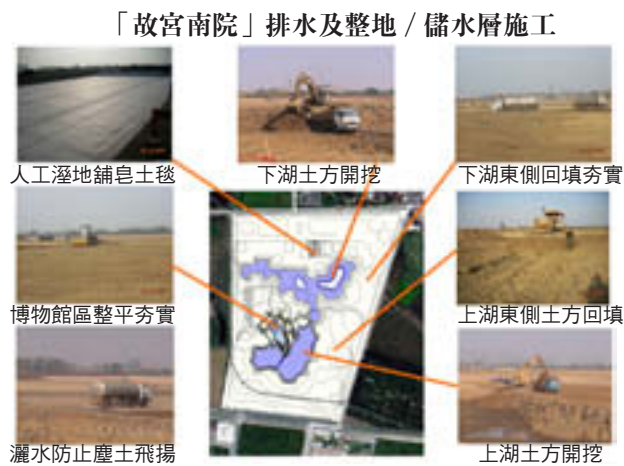 「故宮南院」排水及整地 / 儲水層施工
人工溼地舖皂土毯
下湖土方開挖
下湖東側回填夯實
博物館區整平夯實
上湖東側土方回填
灑水防止塵土飛揚
上湖土方開挖